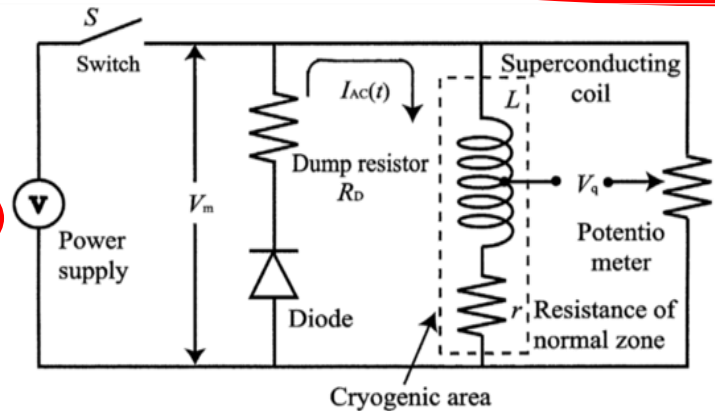 S
Switch
V
Power
supply
Vm
IAC(t)
Dump resistor
RD
Diode
Superconducting
coil
L
Vq
Potentio
meter
r
Resistance of
normal zone
Cryogenic area